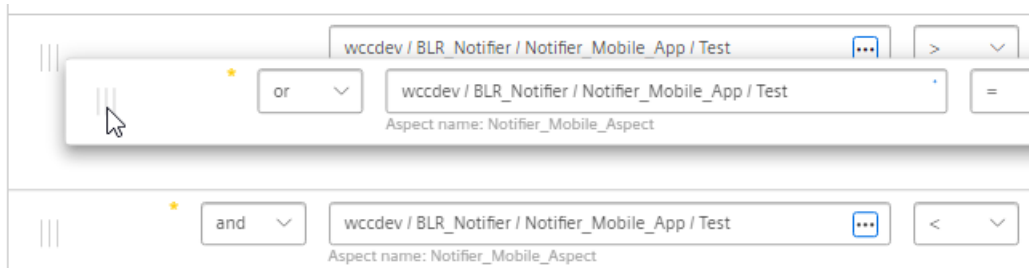 wccdev / BLR_Notifier / Notifier_Mobile_App / Test ... >
* or wccdev / BLR_Notifier / Notifier_Mobile_App / Test =
Aspect name: Notifier_Mobile_Aspect
* and wccdev / BLR_Notifier / Notifier_Mobile_App / Test ... <
Aspect name: Notifier_Mobile_Aspect